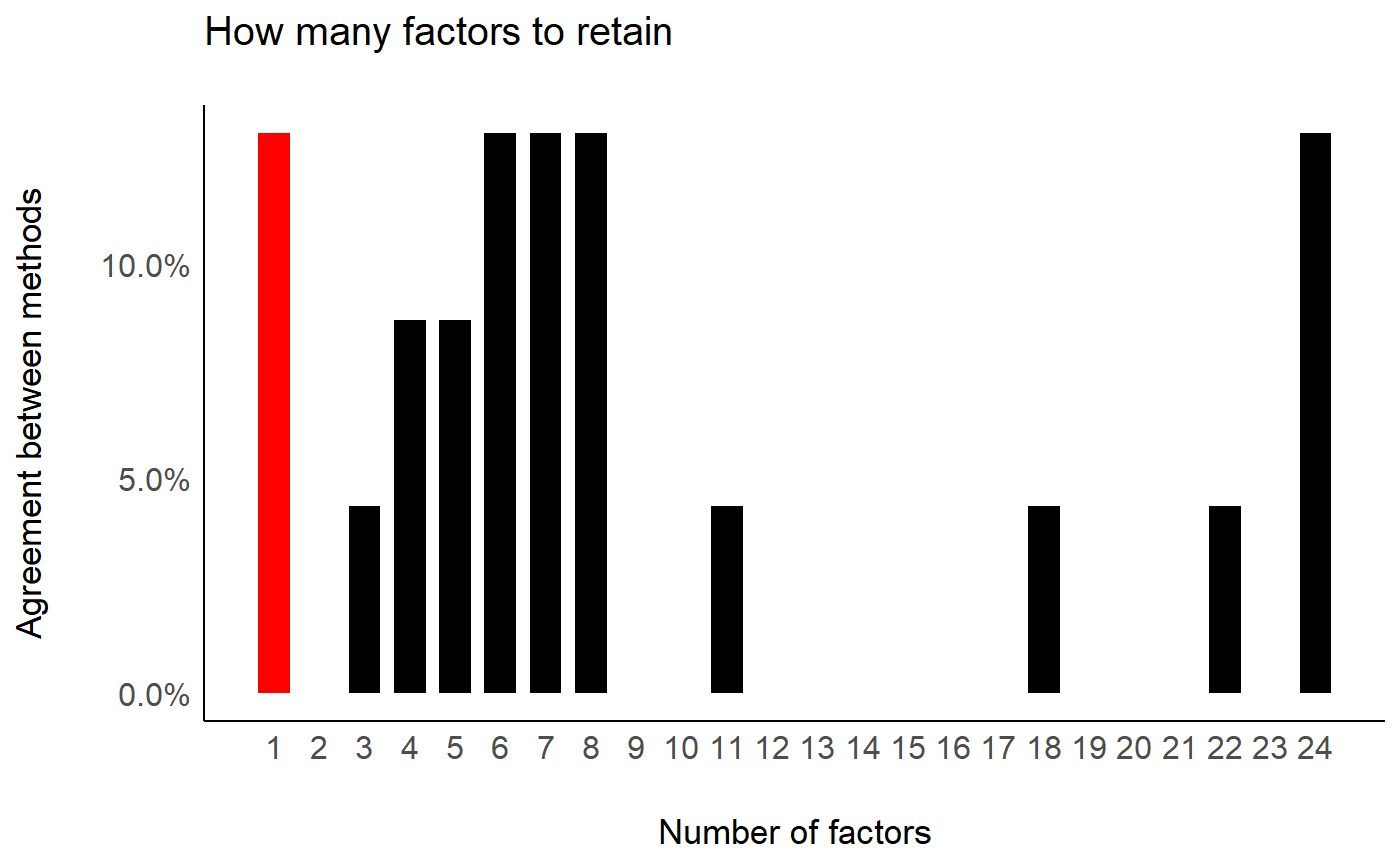 How many factors to retain
Agreement between methods
10.0%
5.0%
0.0%
1 2 3 4 5 6 7 8 9 10 11 12 13 14 15 16 17 18 19 20 21 22 23 24
Number of factors